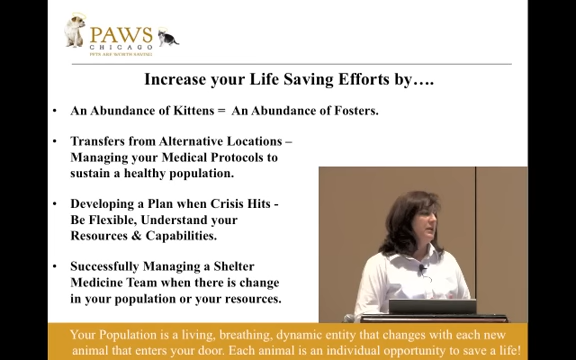 PAWS
CHICAGO
PETS ARE WORTH SAVING
Increase your Life Saving Efforts by….
• An Abundance of Kittens = An Abundance of Fosters.
• Transfers from Alternative Locations –
Managing your Medical Protocols to
sustain a healthy population.
• Developing a Plan when Crisis Hits -
Be Flexible, Understand your
Resources & Capabilities.
• Successfully Managing a Shelter
Medicine Team when there is change
in your population or your resources.
Your Population is a living, breathing, dynamic entity that changes with each new
animal that enters your door. Each animal is an individual opportunity to save a life!